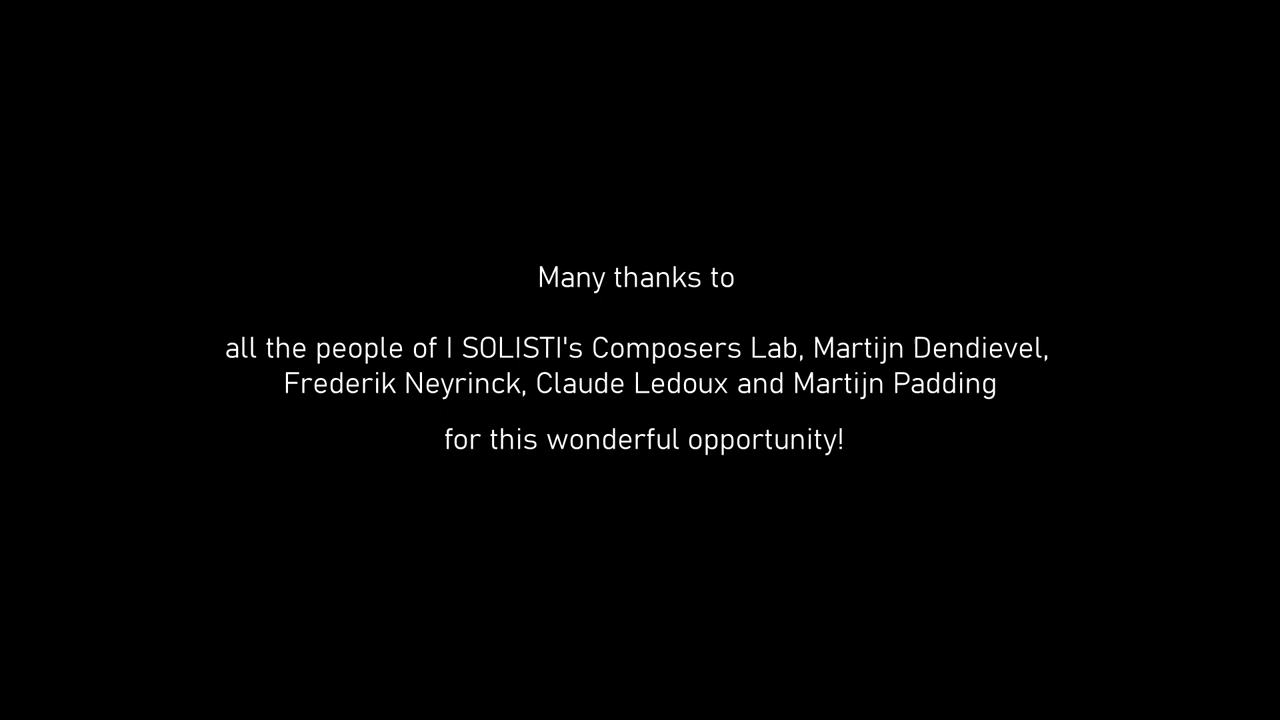 Many thanks to
all the people of I SOLISTI's Composers Lab, Martijn Dendievel,
Frederik Neyrinck, Claude Ledoux and Martijn Padding
for this wonderful opportunity!